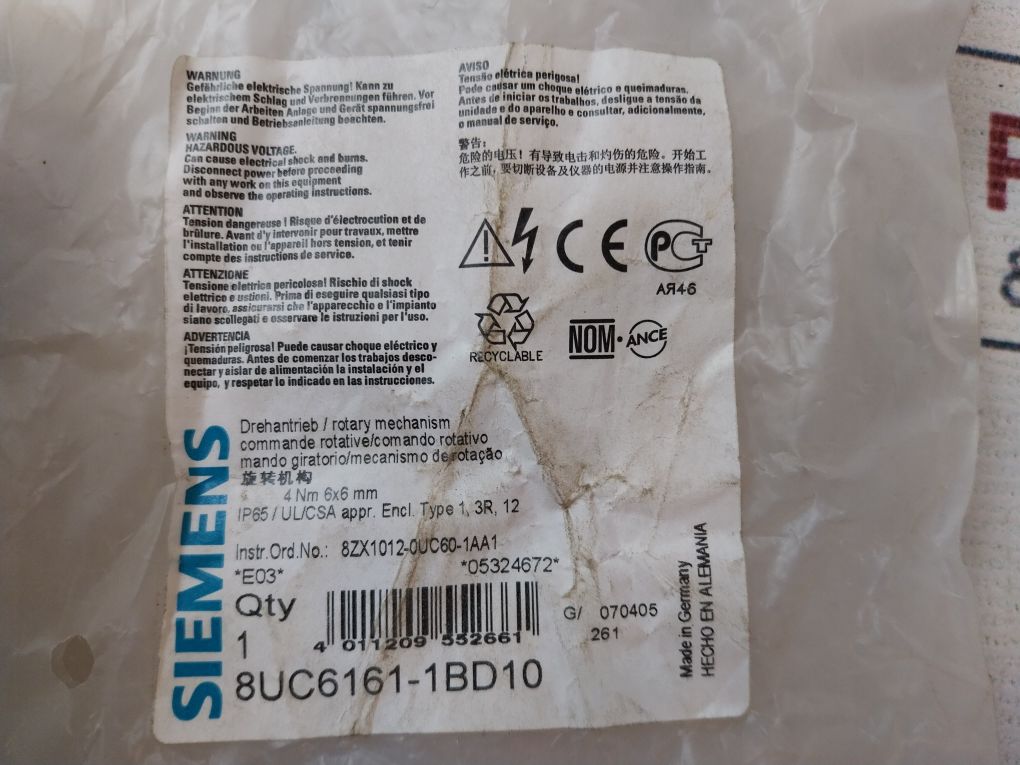 WARNUNG
Gefährliche elektrische Spannung! Kann zu
elektrischem Schlag und Verbrennungen führen. Vor
Beginn der Arbeiten Anlage und Gerät spannungsfrei
schalten und Betriebsanleitung beachten.
WARNING
HAZARDOUS VOLTAGE.
Can cause electrical shock and burns.
Disconnect power before proceeding
with any work on this equipment
and observe the operating instructions.
ATTENTION
Tension dangereuse ! Risque d'électrocution et de
brûlure. Avant d'y intervenir pour travaux, mettre
l'installation ou l'appareil hors tension, et tenir
compte des instructions de service.
ATTENZIONE
Tensione elettrica pericolosa! Rischio di shock
elettrico e ustioni. Prima di eseguire qualsiasi tipo
di lavoro, assicurarsi che l'apparecchio e l'impianto
siano scollegati e osservare le istruzioni per l'uso.
ADVERTENCIA
¡Tensión peligrosa! Puede causar choque eléctrico y
quemaduras. Antes de comenzar los trabajos desco-
nectar y aislar de alimentación la instalación y el
equipo, y respetar lo indicado en las instrucciones.
AVISO
Tensão elétrica perigosa!
Pode causar um choque elétrico e queimaduras.
Antes de iniciar os trabalhos, desligue a tensão da
unidade e do aparelho e consultar, adicionalmente,
o manual de serviço.
警告:
危险的电压! 有导致电击和灼伤的危险。开始工
作之前,要切断设备及仪器的电源并注意操作指南。
CE PCT
АЯ46
RECYCLABLE
NOM-ANCE
SIEMENS
Drehantrieb / rotary mechanism
commande rotative/comando rotativo
mando giratorio/mecanismo de rotação
旋转机构
4 Nm 6x6 mm
IP65 / UL/CSA appr. Encl. Type 1, 3R, 12
Instr.Ord.No.: 8ZX1012-0UC60-1AA1
*E03* *05324672*
Qty
1
4 011209 552661
8UC6161-1BD10
G/ 070405
261
Made in Germany
HECHO EN ALEMANIA